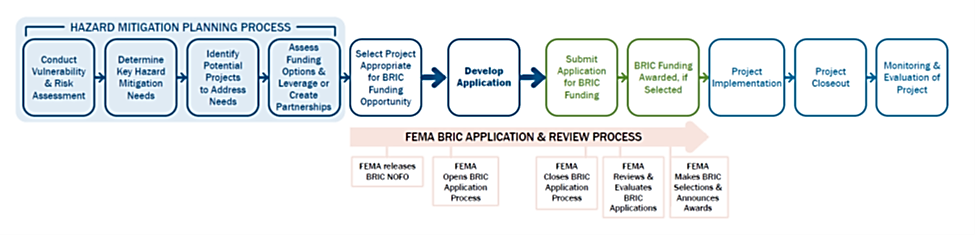 HAZARD MITIGATION PLANNING PROCESS
Conduct
Vulnerability
& Risk
Assessment
Determine
Key Hazard
Mitigation
Needs
Identify
Potential
Projects
to Address
Needs
Assess
Funding
Options &
Leverage or
Create
Partnerships
Select Project
Appropriate
for BRIC
Funding
Opportunity
Develop
Application
Submit
Application
for BRIC
Funding
BRIC Funding
Awarded, if
Selected
Project
Implementation
Project
Closeout
Monitoring &
Evaluation of
Project
FEMA BRIC APPLICATION & REVIEW PROCESS
FEMA releases
BRIC NOFO
FEMA
Opens BRIC
Application
Process
FEMA
Closes BRIC
Application
Process
FEMA
Reviews &
Evaluates
BRIC
Applications
FEMA
Makes BRIC
Selections &
Announces
Awards